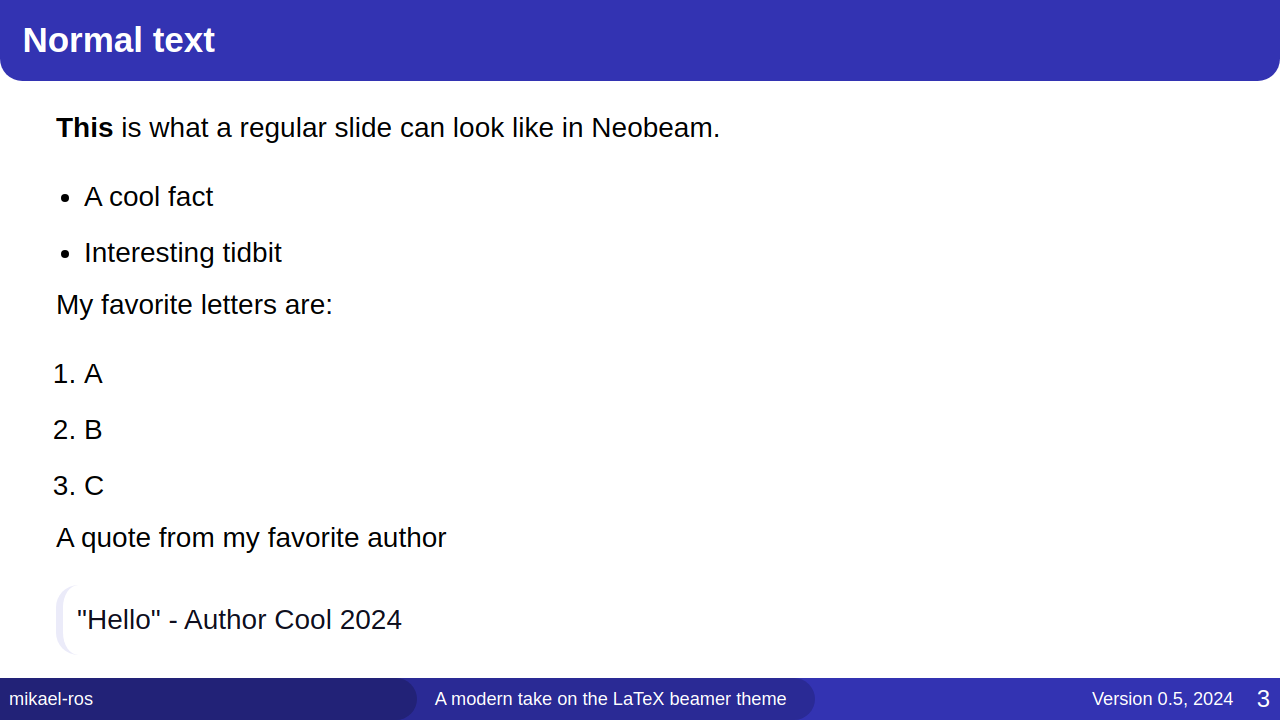 Normal text
This is what a regular slide can look like in Neobeam.
• A cool fact
• Interesting tidbit
My favorite letters are:
1. A
2. B
3. C
A quote from my favorite author
"Hello" - Author Cool 2024
mikael-ros
A modern take on the LaTeX beamer theme
Version 0.5, 2024
3